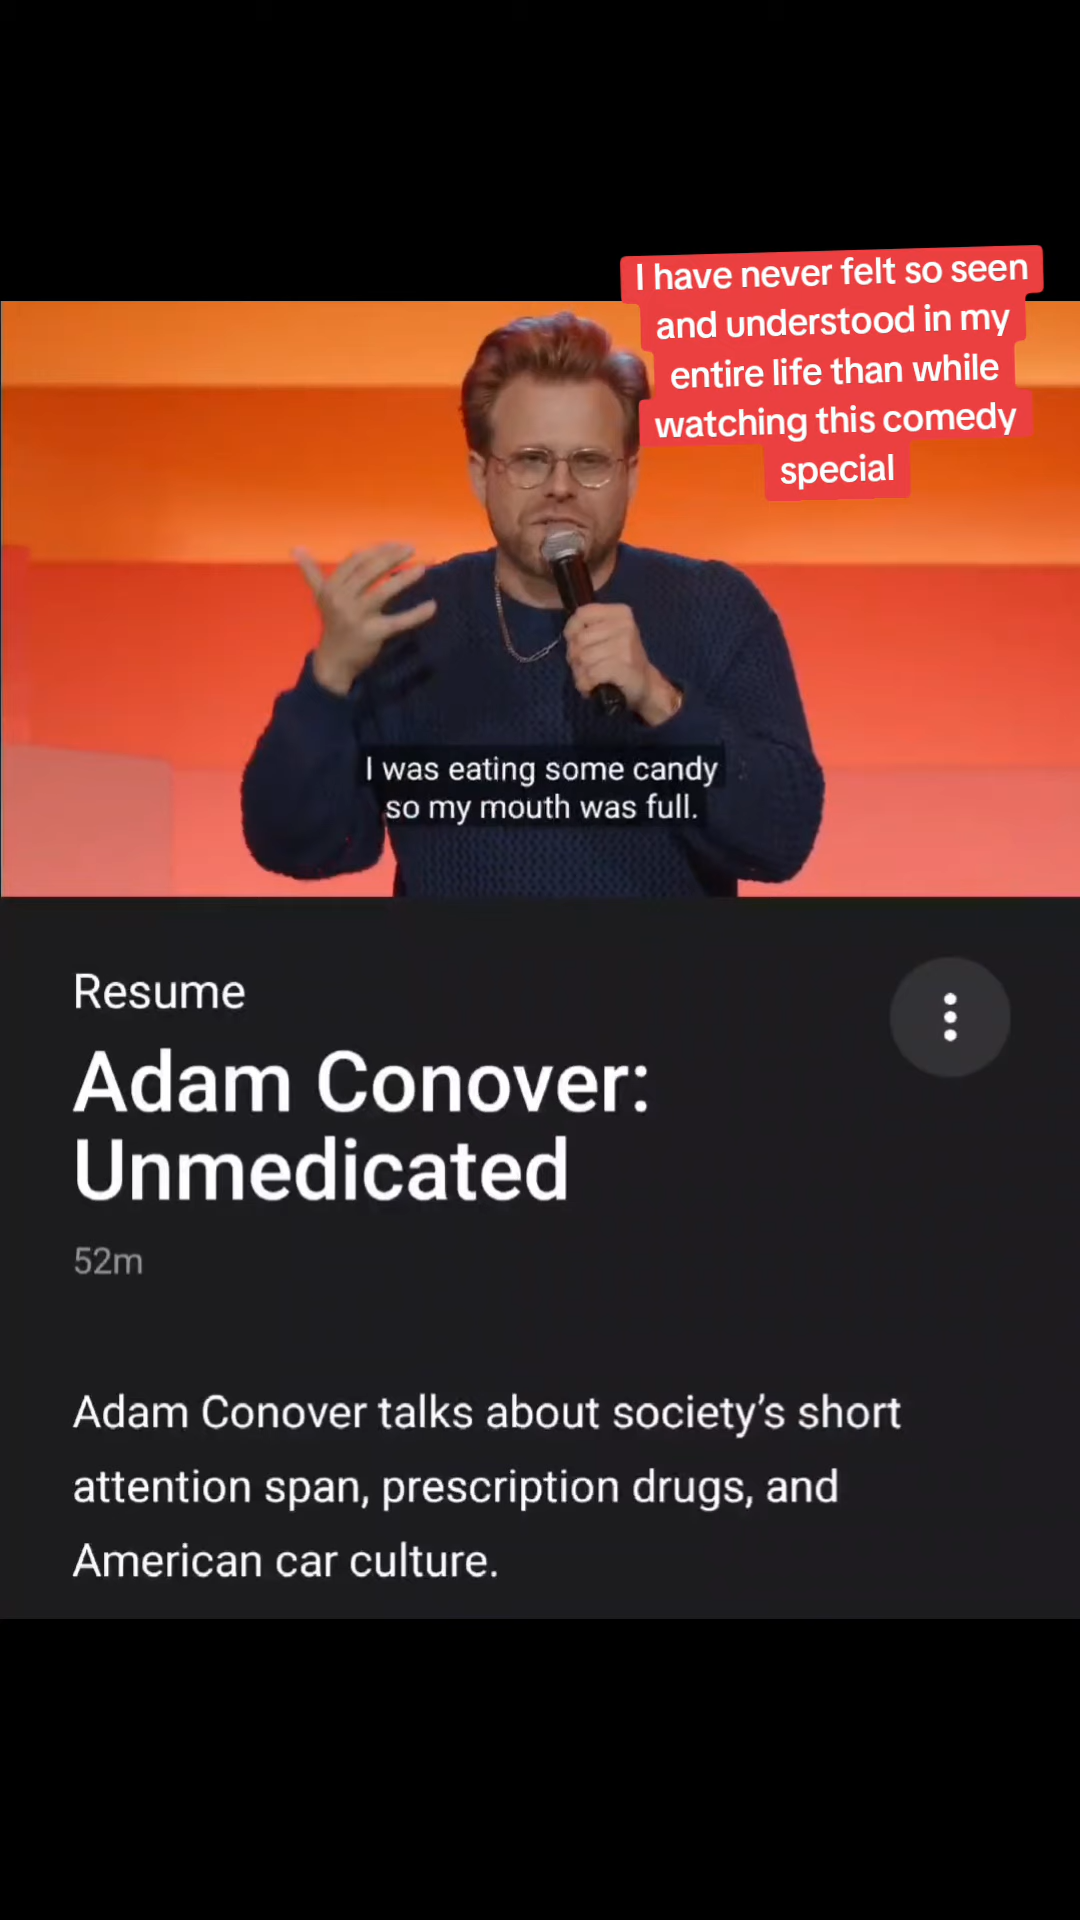 I have never felt so seen
and understood in my
entire life than while
watching this comedy
special
I was eating some candy
so my mouth was full.
Resume
Adam Conover:
Unmedicated
52m
Adam Conover talks about society’s short
attention span, prescription drugs, and
American car culture.